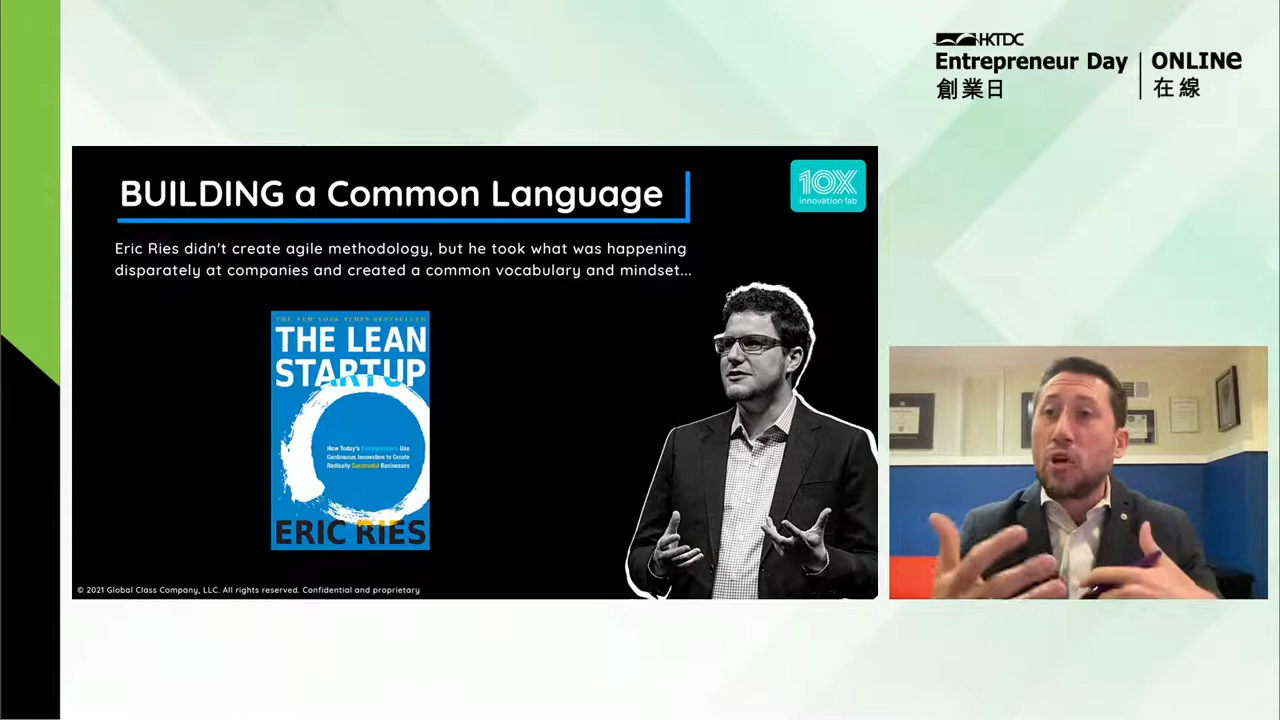 HKTDC
Entrepreneur Day
創業日
ONLINe
在線
BUILDING a Common Language
10X
innovation lab
Eric Ries didn't create agile methodology, but he took what was happening
disparately at companies and created a common vocabulary and mindset...
THE NEW YORK TIMES BESTSELLER
THE LEAN
STARTUP
How Today's Entrepreneurs Use
Continuous Innovation to Create
Radically Successful Businesses
ERIC RIES
© 2021 Global Class Company, LLC. All rights reserved. Confidential and proprietary